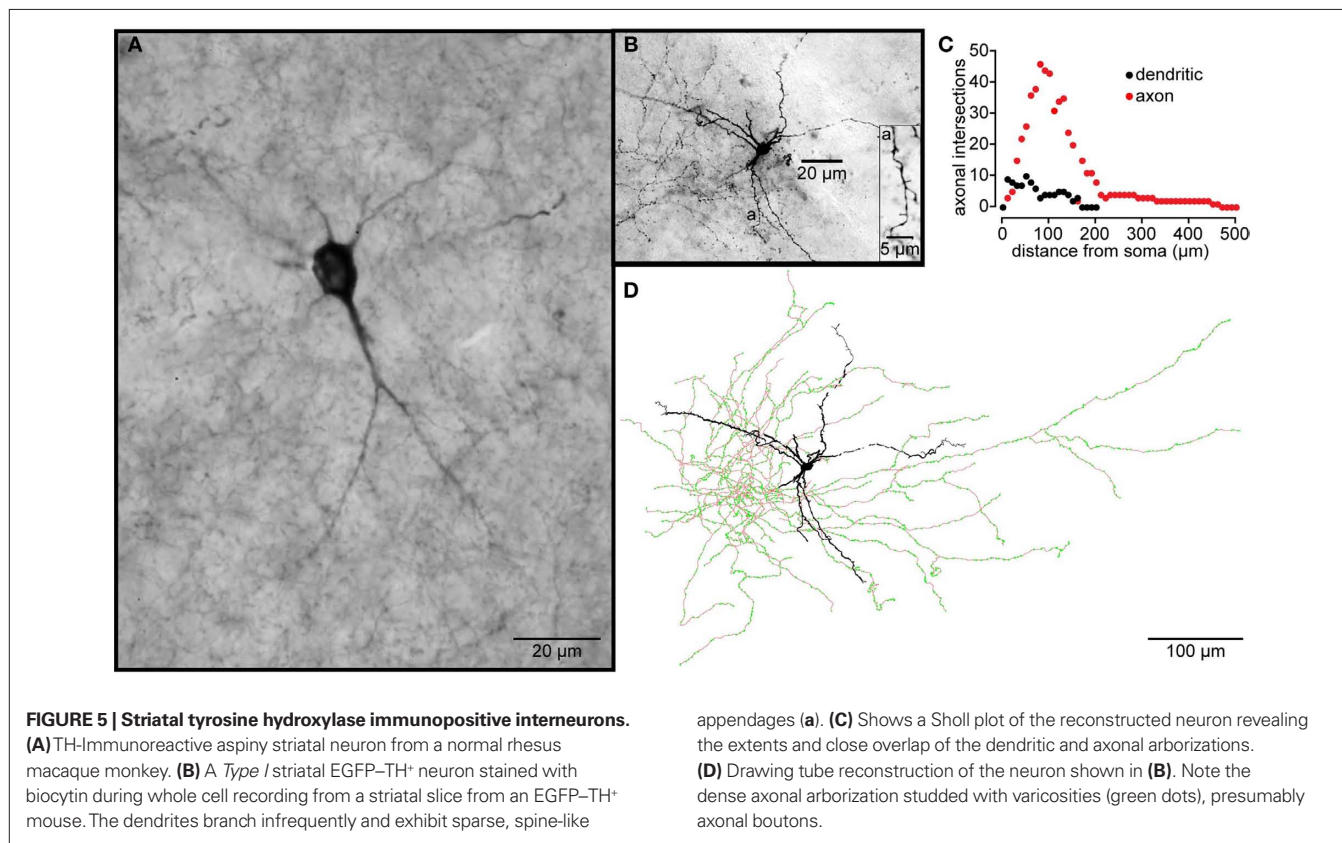 A
20 µm
B
20 µm
a
a
5 µm
C
50
40
30
20
10
0
axonal intersections
dendritic
axon
0 100 200 300 400 500
distance from soma (µm)
D
100 µm
FIGURE 5 | Striatal tyrosine hydroxylase immunopositive interneurons.
(A) TH-Immunoreactive aspiny striatal neuron from a normal rhesus
macaque monkey. (B) A Type I striatal EGFP–TH⁺ neuron stained with
biocytin during whole cell recording from a striatal slice from an EGFP–TH⁺
mouse. The dendrites branch infrequently and exhibit sparse, spine-like
appendages (a). (C) Shows a Sholl plot of the reconstructed neuron revealing
the extents and close overlap of the dendritic and axonal arborizations.
(D) Drawing tube reconstruction of the neuron shown in (B). Note the
dense axonal arborization studded with varicosities (green dots), presumably
axonal boutons.